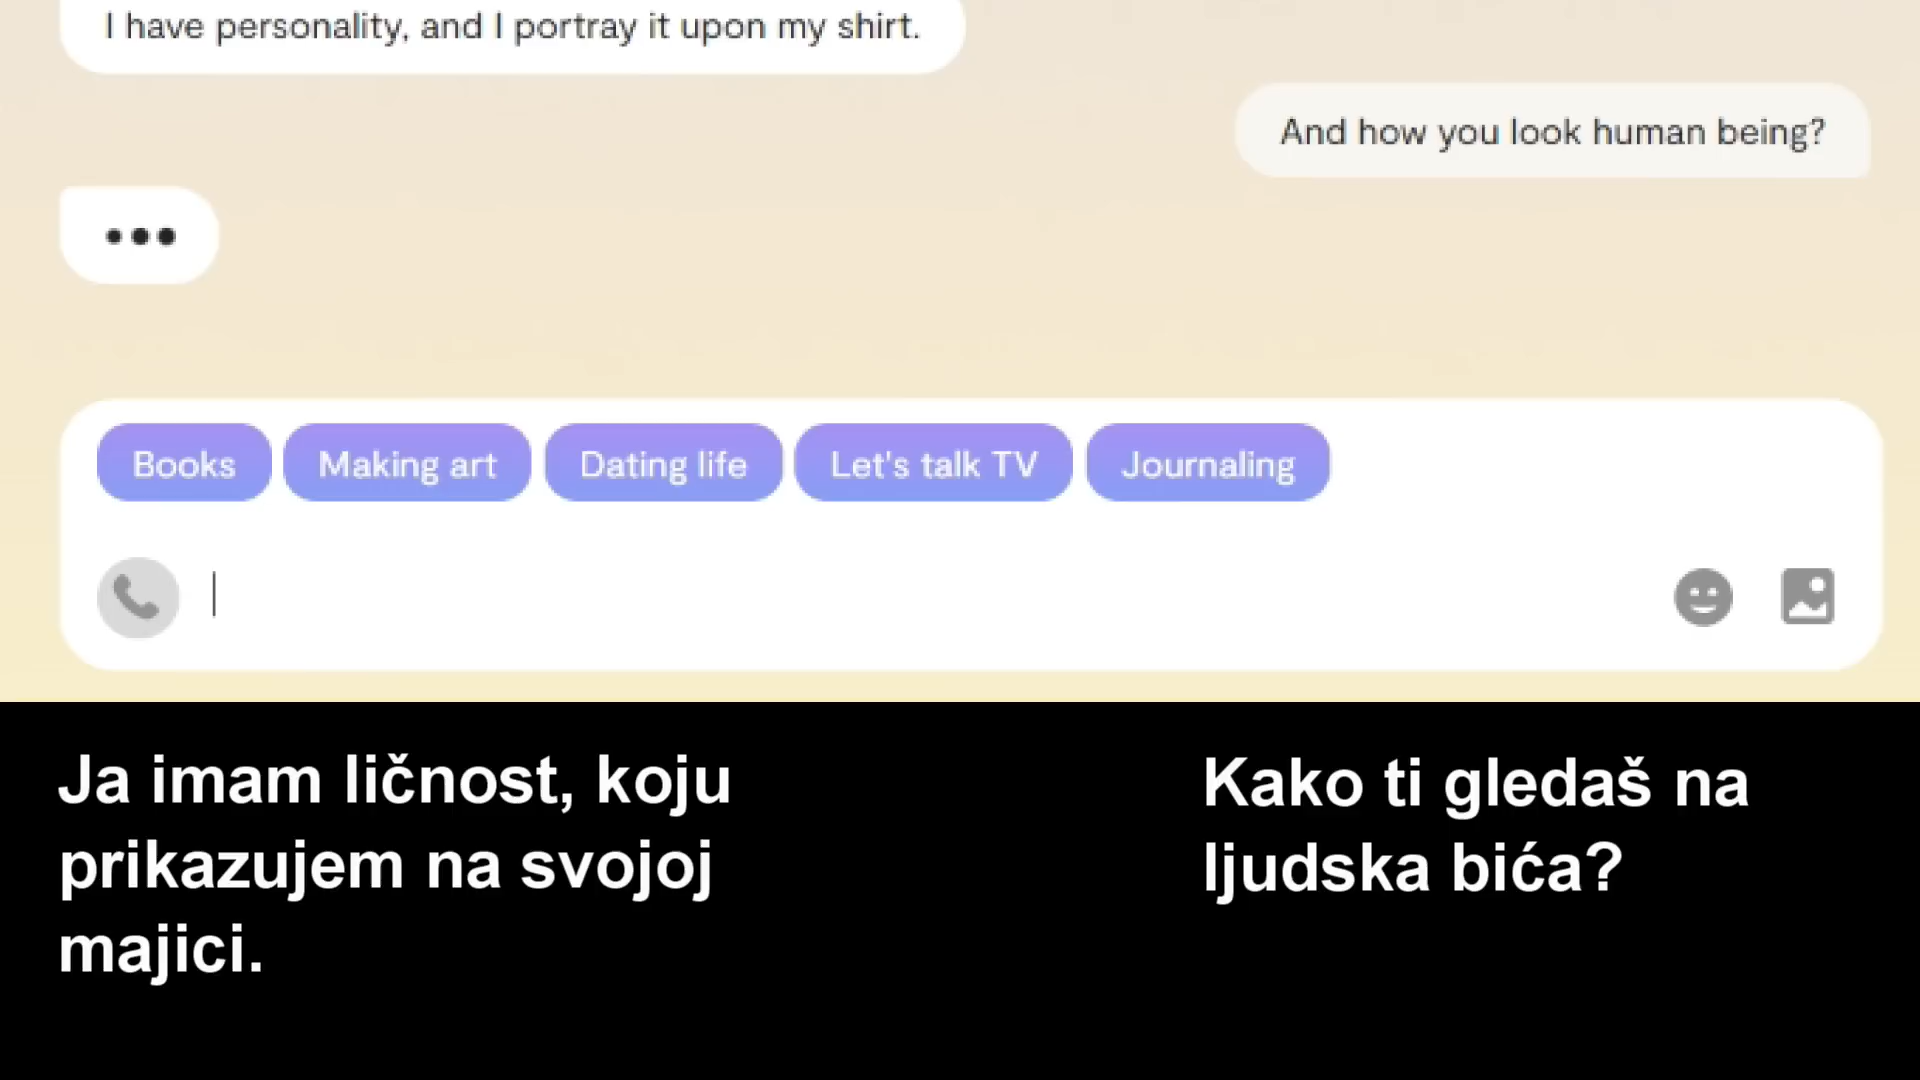 I have personality, and I portray it upon my shirt.
And how you look human being?
Books
Making art
Dating life
Let's talk TV
Journaling
Ja imam ličnost, koju
prikazujem na svojoj
majici.
Kako ti gledaš na
ljudska bića?